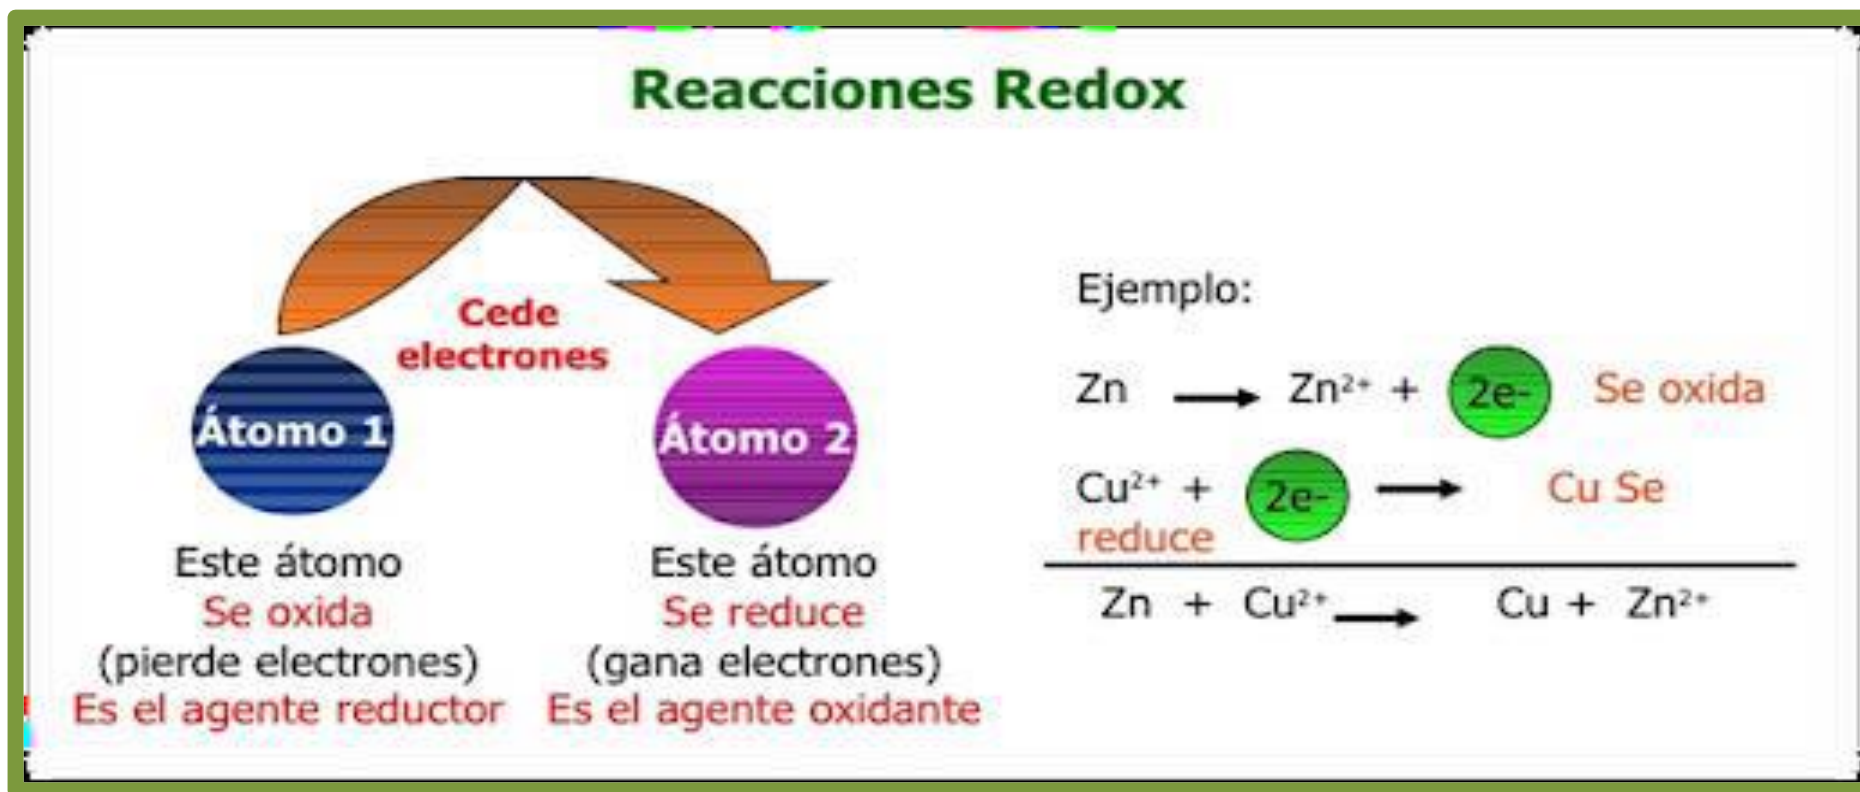 Reacciones Redox
Cede
electrones
Átomo 1
Átomo 2
Este átomo
Se oxida
(pierde electrones)
Es el agente reductor
Este átomo
Se reduce
(gana electrones)
Es el agente oxidante
Ejemplo:
Zn → Zn²⁺ + 2e- Se oxida
Cu²⁺ + 2e- → Cu Se
reduce
Zn + Cu²⁺ → Cu + Zn²⁺